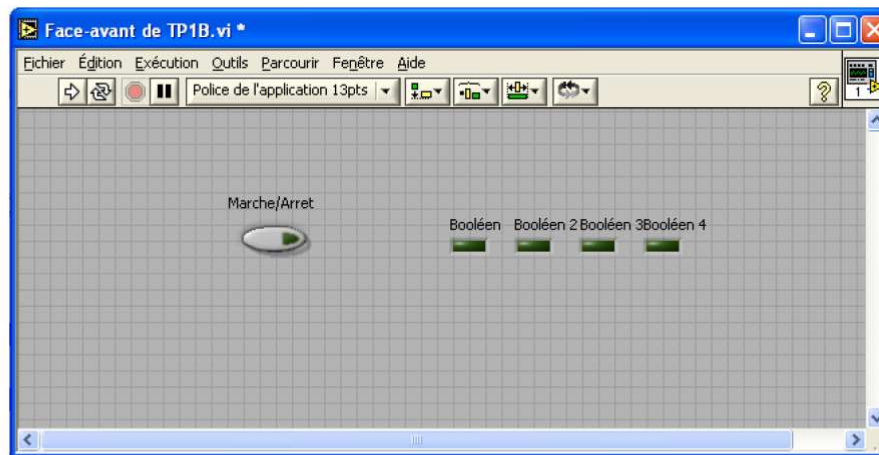 Face-avant de TP1B.vi *
Fichier Édition Exécution Outils Parcourir Fenêtre Aide
Police de l'application 13pts
1
Marche/Arret
Booléen Booléen 2 Booléen 3 Booléen 4